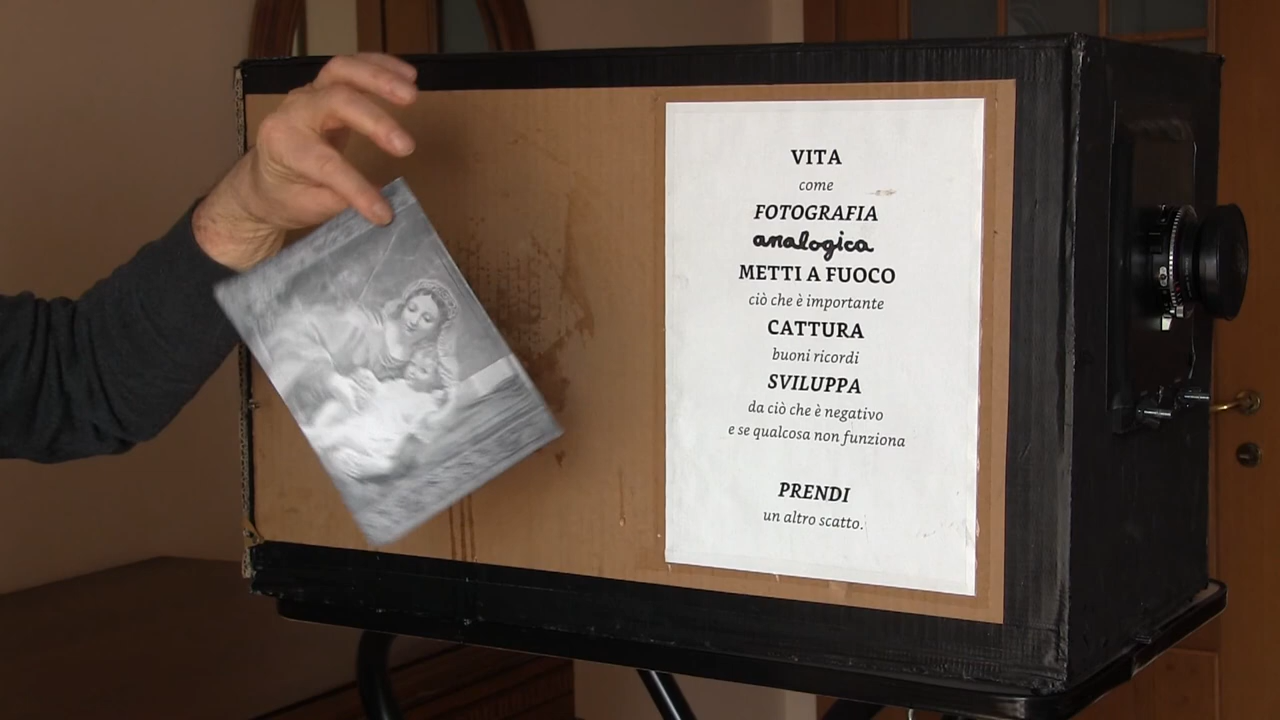 VITA
come
FOTOGRAFIA
analogica
METTI A FUOCO
ciò che è importante
CATTURA
buoni ricordi
SVILUPPA
da ciò che è negativo
e se qualcosa non funziona
PRENDI
un altro scatto.